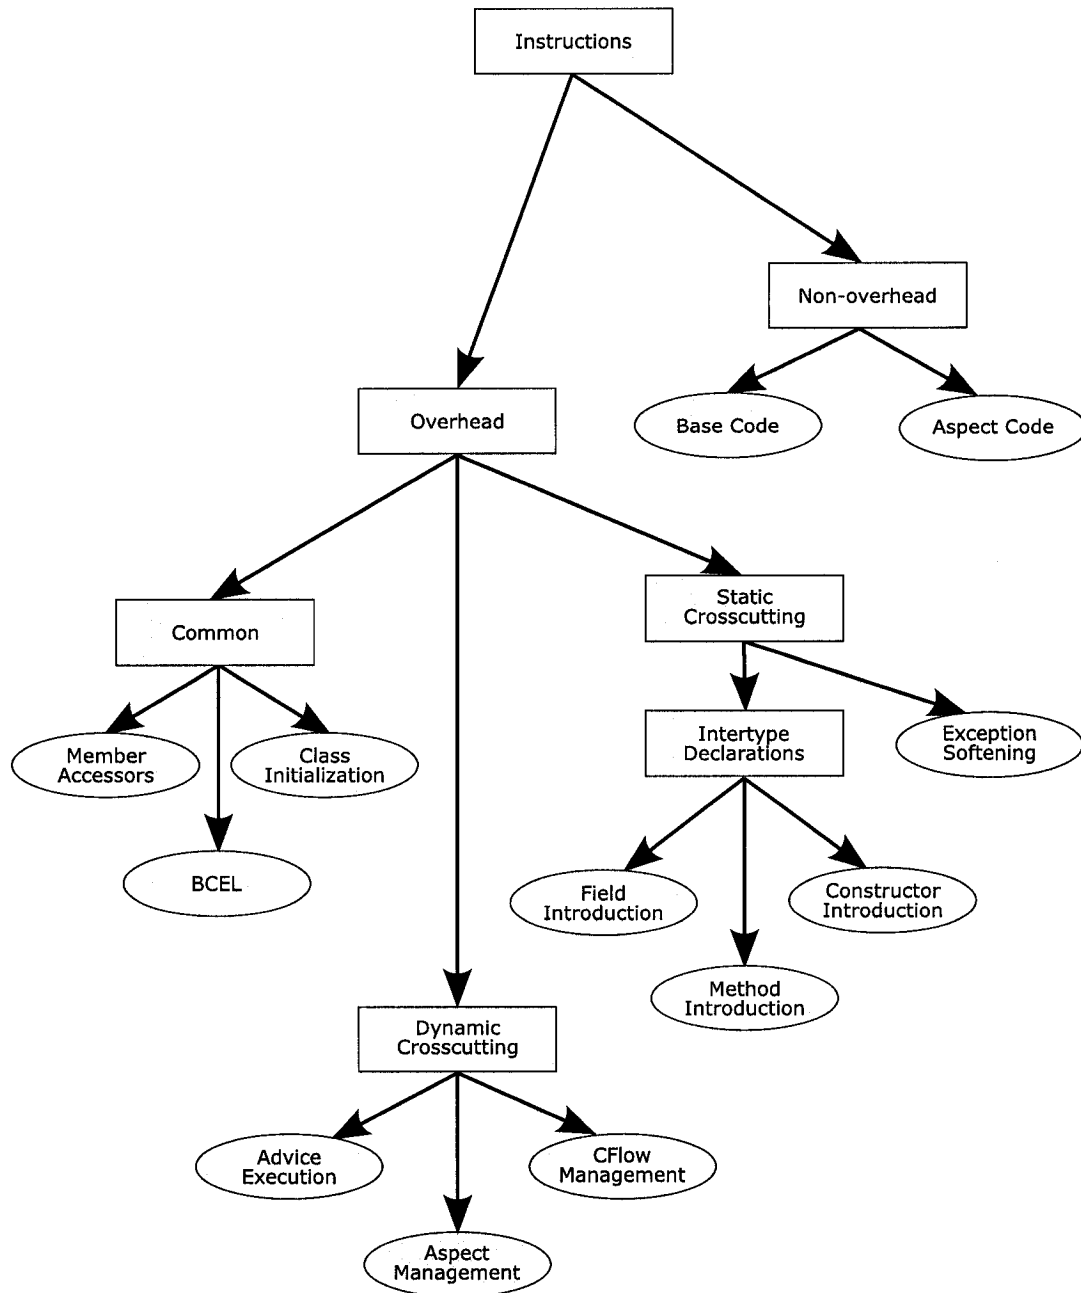 Instructions
Non-overhead
Overhead
Base Code
Aspect Code
Static
Crosscutting
Common
Intertype
Declarations
Exception
Softening
Member
Accessors
Class
Initialization
BCEL
Field
Introduction
Constructor
Introduction
Method
Introduction
Dynamic
Crosscutting
Advice
Execution
CFlow
Management
Aspect
Management